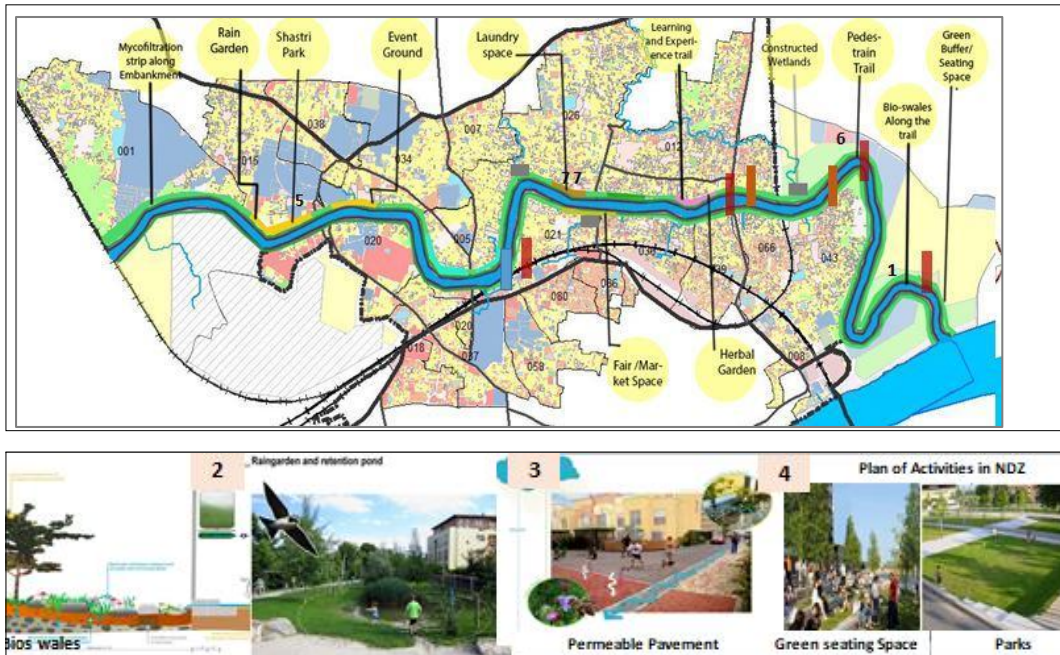 Mycofiltration
strip along
Embankment
Rain
Garden
Shastri
Park
Event
Ground
Laundry
space
Learning
and Experi-
ence trail
Constructed
Wetlands
Pedes-
train
Trail
Green
Buffer/
Seating
Space
Bio-swales
Along the
trail
001
015
038
034
007
026
012
5
020
005
7 7
021
030
039
066
043
6
1
080
086
020
037
018
058
008
Fair /Mar-
ket Space
Herbal
Garden
2
Raingarden and retention pond
3
4
Plan of Activities in NDZ
Bios wales
Permeable Pavement
Green seating Space
Parks